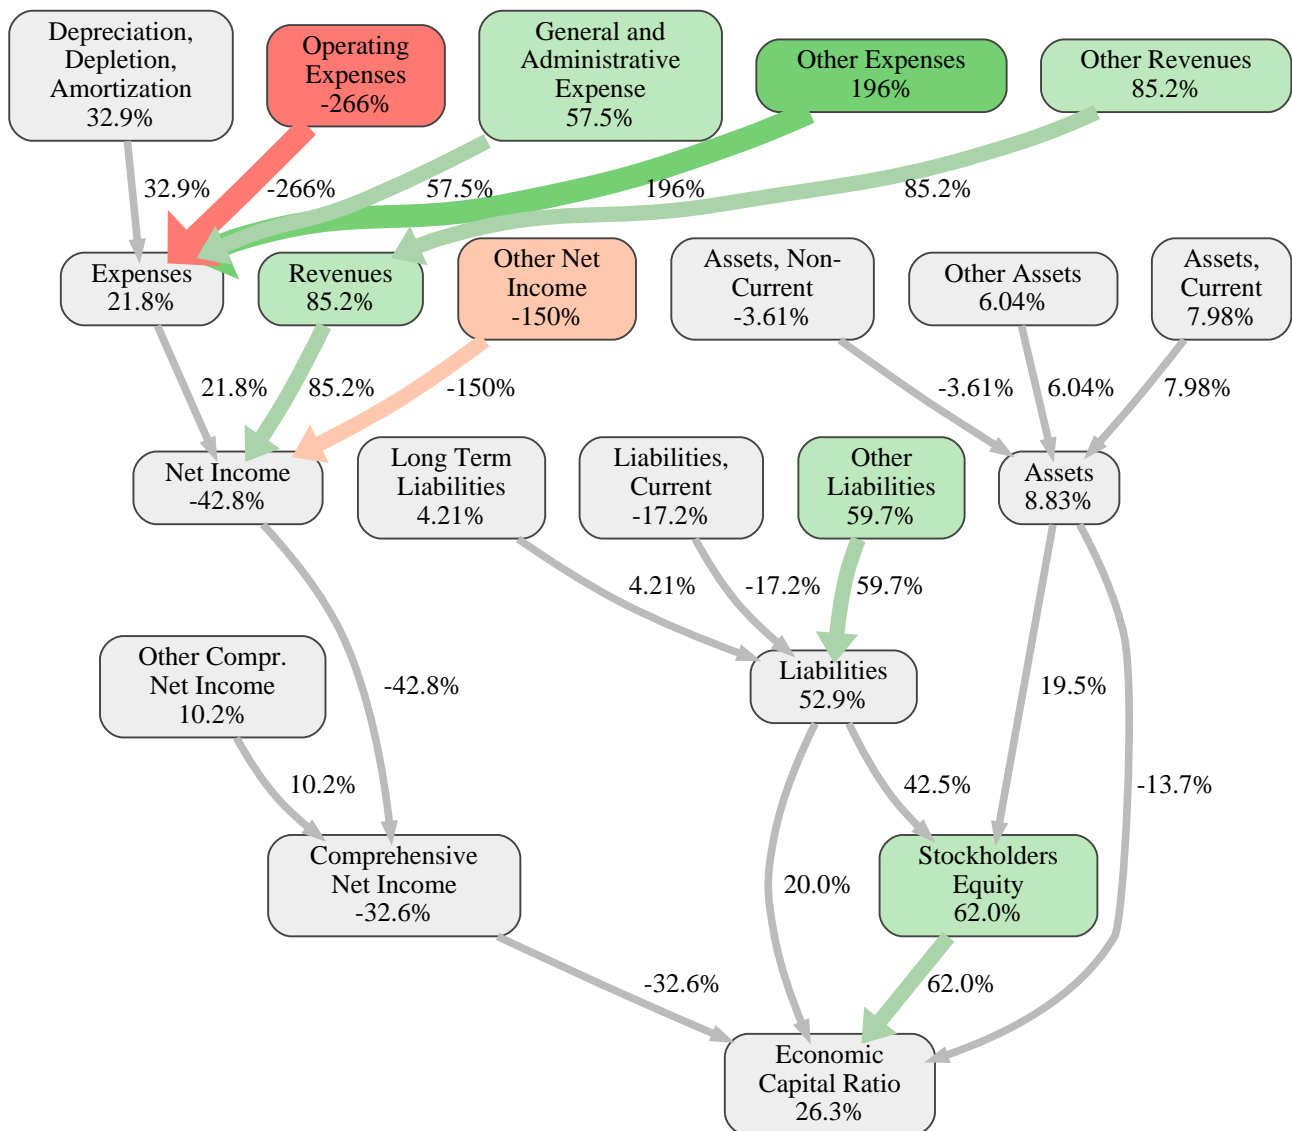 Depreciation,
Depletion,
Amortization
32.9%
Operating
Expenses
-266%
General and
Administrative
Expense
57.5%
Other Expenses
196%
Other Revenues
85.2%
32.9%
-266%
57.5%
196%
85.2%
Expenses
21.8%
Revenues
85.2%
Other Net
Income
-150%
Assets, Non-
Current
-3.61%
Other Assets
6.04%
Assets,
Current
7.98%
21.8%
85.2%
-150%
-3.61%
6.04%
7.98%
Net Income
-42.8%
Long Term
Liabilities
4.21%
Liabilities,
Current
-17.2%
Other
Liabilities
59.7%
Assets
8.83%
4.21%
-17.2%
59.7%
Other Compr.
Net Income
10.2%
-42.8%
Liabilities
52.9%
19.5%
10.2%
42.5%
-13.7%
Comprehensive
Net Income
-32.6%
20.0%
Stockholders
Equity
62.0%
-32.6%
62.0%
Economic
Capital Ratio
26.3%